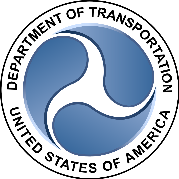 DEPARTMENT OF TRANSPORTATION
UNITED STATES OF AMERICA